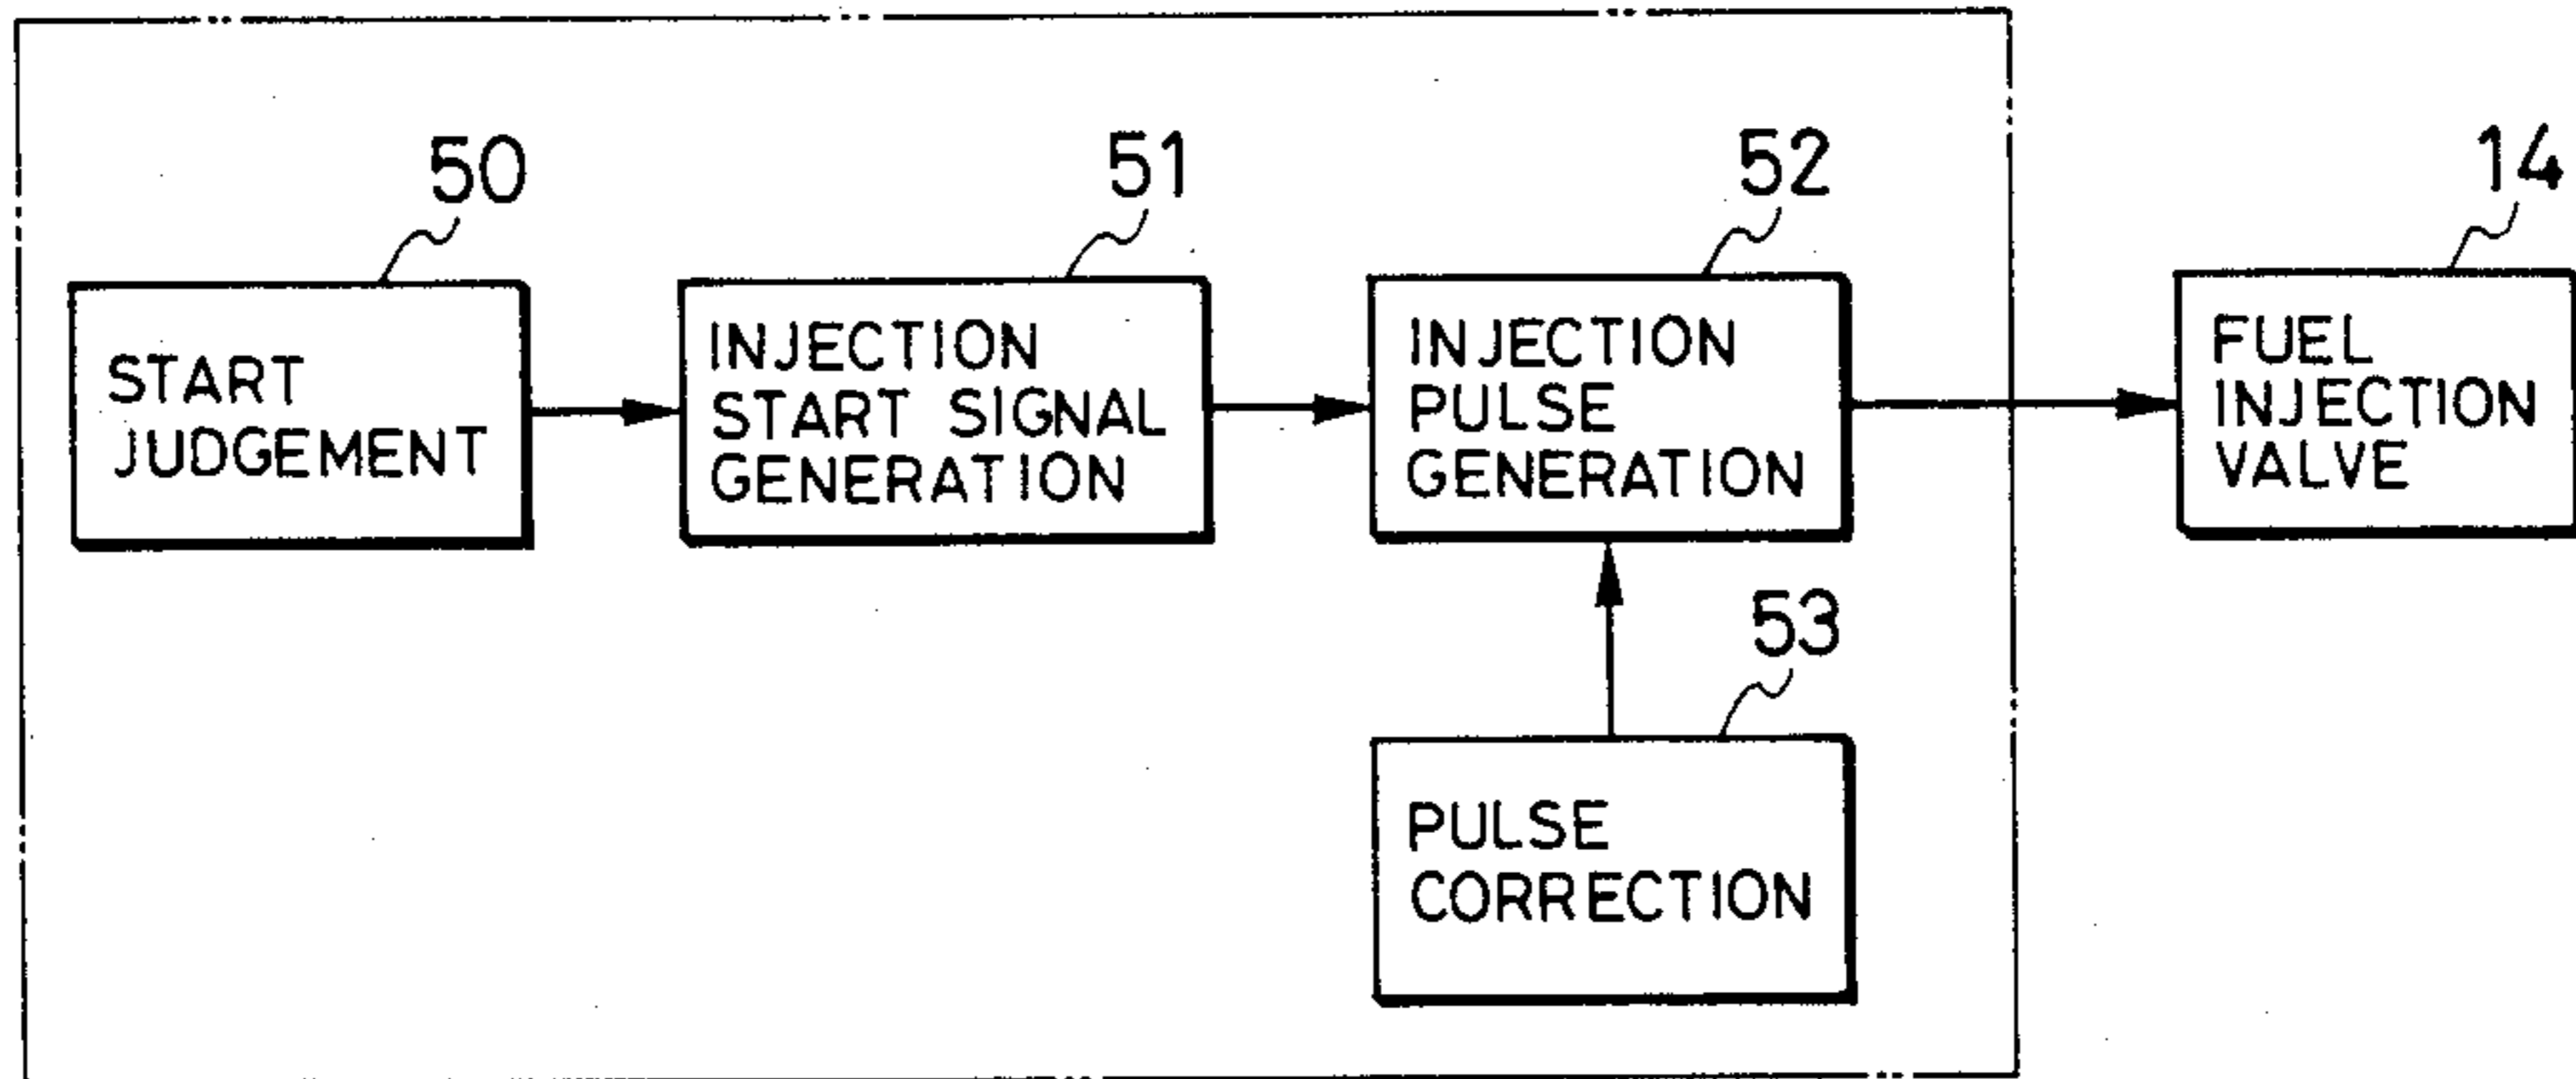 50
START
JUDGEMENT
51
INJECTION
START SIGNAL
GENERATION
52
INJECTION
PULSE
GENERATION
14
FUEL
INJECTION
VALVE
53
PULSE
CORRECTION